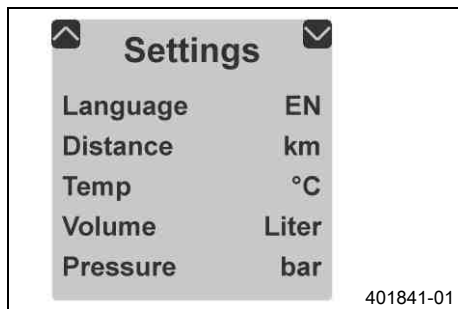 Settings
Language EN
Distance km
Temp °C
Volume Liter
Pressure bar
401841-01